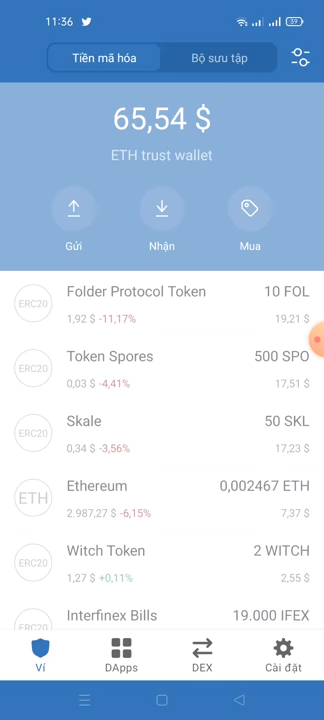 11:36
59
Tiền mã hóa
Bộ sưu tập
65,54 $
ETH trust wallet
Gửi
Nhận
Mua
ERC20
Folder Protocol Token
10 FOL
1,92 $ -11,17%
19,21 $
ERC20
Token Spores
500 SPO
0,03 $ -4,41%
17,51 $
ERC20
Skale
50 SKL
0,34 $ -3,56%
17,23 $
ETH
Ethereum
0,002467 ETH
2.987,27 $ -6,15%
7,37 $
ERC20
Witch Token
2 WITCH
1,27 $ +0,11%
2,55 $
ERC20
Interfinex Bills
19.000 IFEX
Ví
DApps
DEX
Cài đặt